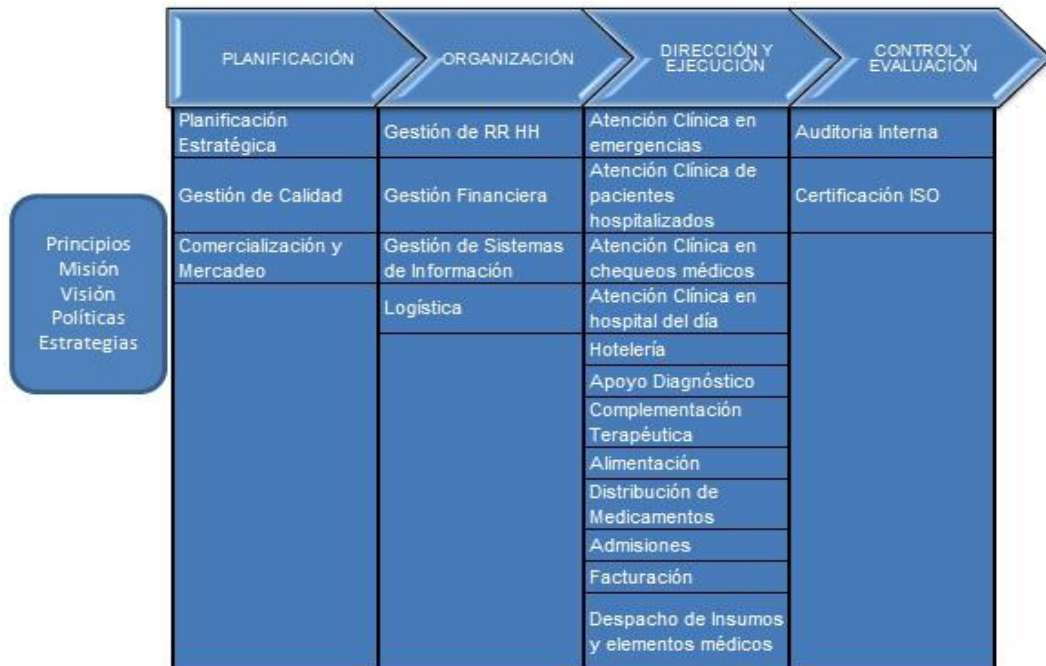 PLANIFICACIÓN
ORGANIZACIÓN
DIRECCIÓN Y
EJECUCIÓN
CONTROL Y
EVALUACIÓN
Principios
Misión
Visión
Políticas
Estrategias
Planificación
Estratégica
Gestión de Calidad
Comercialización y
Mercadeo
Gestión de RR HH
Gestión Financiera
Gestión de Sistemas
de Información
Logística
Atención Clínica en
emergencias
Atención Clínica de
pacientes
hospitalizados
Atención Clínica en
chequeos médicos
Atención Clínica en
hospital del día
Hotelería
Apoyo Diagnóstico
Complementación
Terapéutica
Alimentación
Distribución de
Medicamentos
Admisiones
Facturación
Despacho de Insumos
y elementos médicos
Auditoria Interna
Certificación ISO